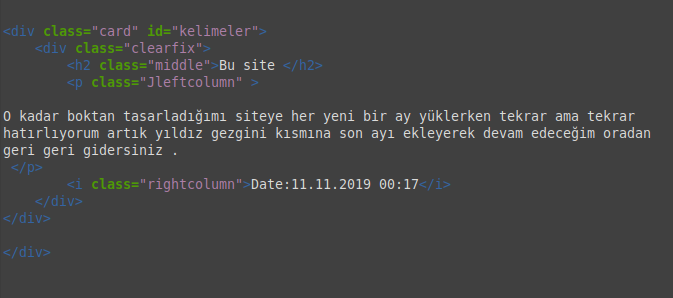 <div class="card" id="kelimeler">
<div class="clearfix">
<h2 class="middle">Bu site </h2>
<p class="Jleftcolumn" >
O kadar boktan tasarladığımı siteye her yeni bir ay yüklerken tekrar ama tekrar
hatırlıyorum artık yıldız gezgini kısmına son ayı ekleyerek devam edeceğim oradan
geri geri gidersiniz .
</p>
<i class="rightcolumn">Date:11.11.2019 00:17</i>
</div>
</div>
</div>